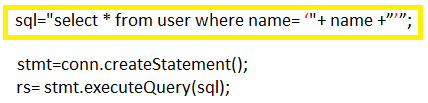 sql="select * from user where name= ‘"+ name +”’”;
stmt=conn.createStatement();
rs= stmt.executeQuery(sql);